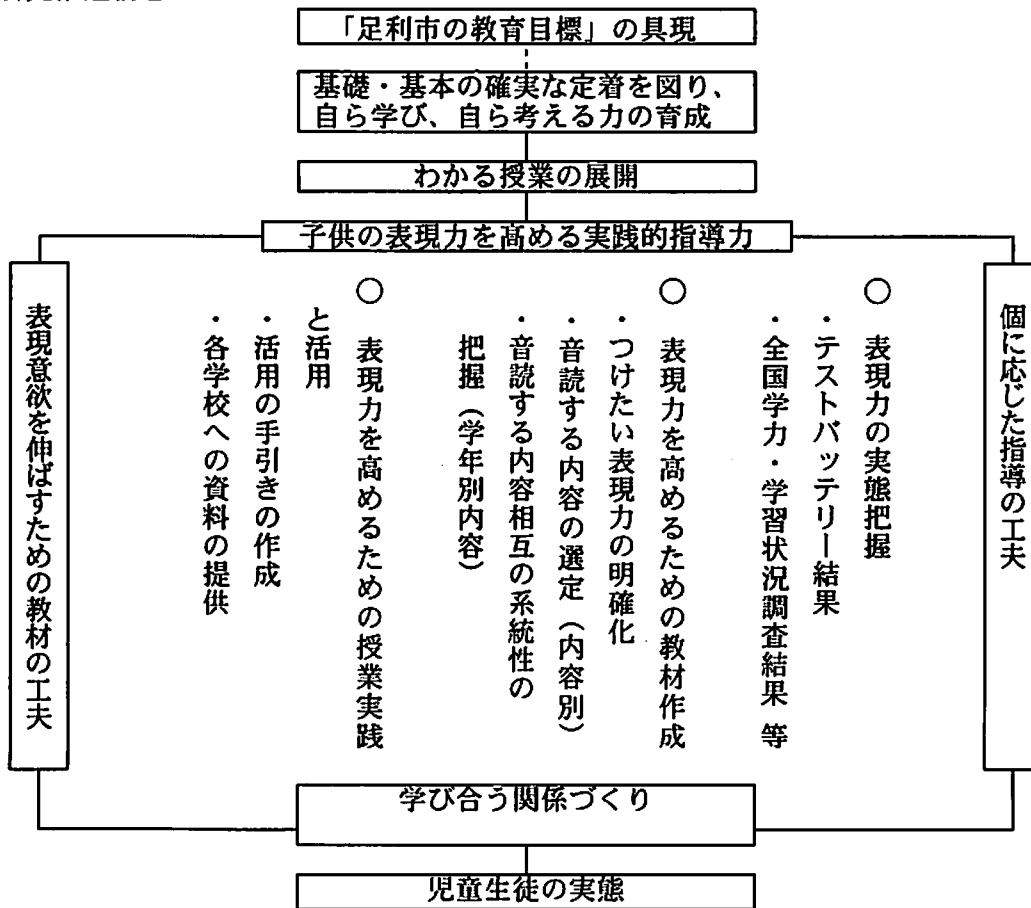 「足利市の教育目標」の具現
基礎・基本の確実な定着を図り、
自ら学び、自ら考える力の育成
わかる授業の展開
子供の表現力を高める実践的指導力
個に応じた指導の工夫
○ 表現力の実態把握
・テストバッテリー結果
・全国学力・学習状況調査結果 等
○ 表現力を高めるための教材作成
・つけたい表現力の明確化
・音読する内容の選定（内容別）
・音読する内容相互の系統性の
把握（学年別内容）
○ 表現力を高めるための授業実践
と活用
・活用の手引きの作成
・各学校への資料の提供
表現意欲を伸ばすための教材の工夫
学び合う関係づくり
児童生徒の実態